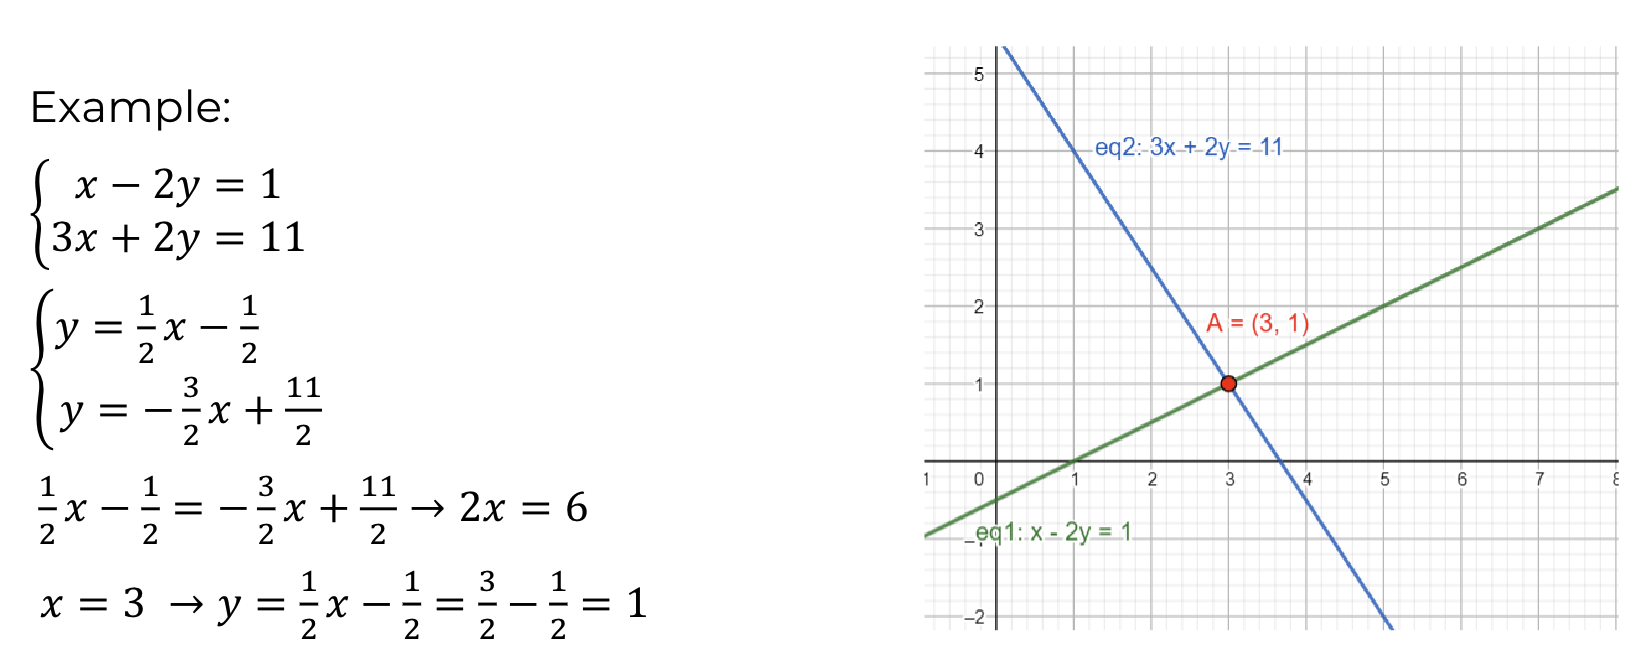 Example:
x − 2y = 1
3x + 2y = 11
y = 1/2 x − 1/2
y = −3/2 x + 11/2
1/2 x − 1/2 = −3/2 x + 11/2 → 2x = 6
x = 3 → y = 1/2 x − 1/2 = 3/2 − 1/2 = 1
5
eq2: 3x + 2y = 11
4
3
2
A = (3, 1)
1
1 0 1 2 3 4 5 6 7 8
eq1: x - 2y = 1
−2